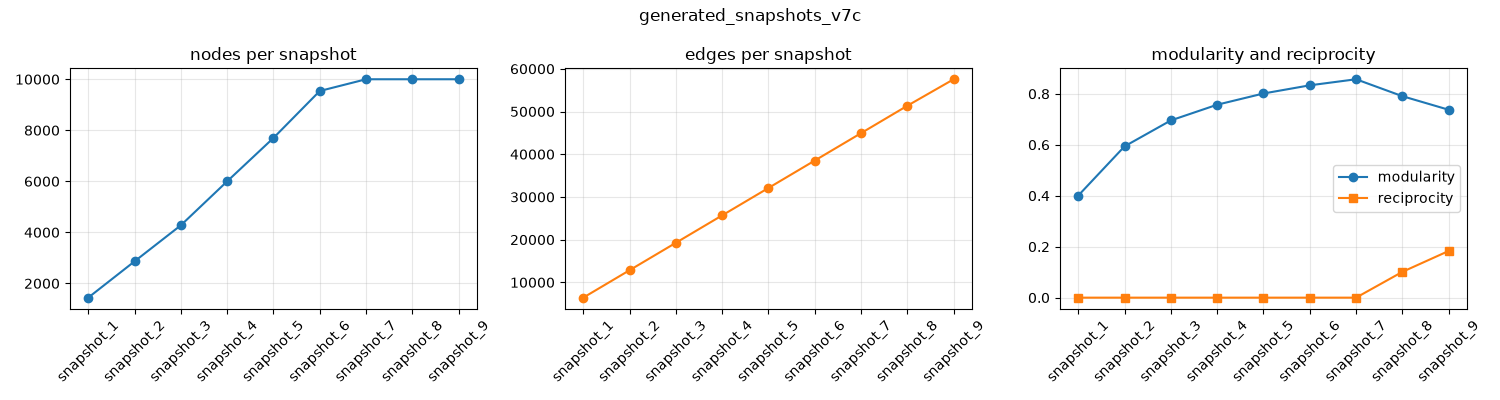 generated_snapshots_v7c
nodes per snapshot
10000
8000
6000
4000
2000
snapshot_1
snapshot_2
snapshot_3
snapshot_4
snapshot_5
snapshot_6
snapshot_7
snapshot_8
snapshot_9
edges per snapshot
60000
50000
40000
30000
20000
10000
snapshot_1
snapshot_2
snapshot_3
snapshot_4
snapshot_5
snapshot_6
snapshot_7
snapshot_8
snapshot_9
modularity and reciprocity
0.8
0.6
0.4
0.2
0.0
modularity
reciprocity
snapshot_1
snapshot_2
snapshot_3
snapshot_4
snapshot_5
snapshot_6
snapshot_7
snapshot_8
snapshot_9